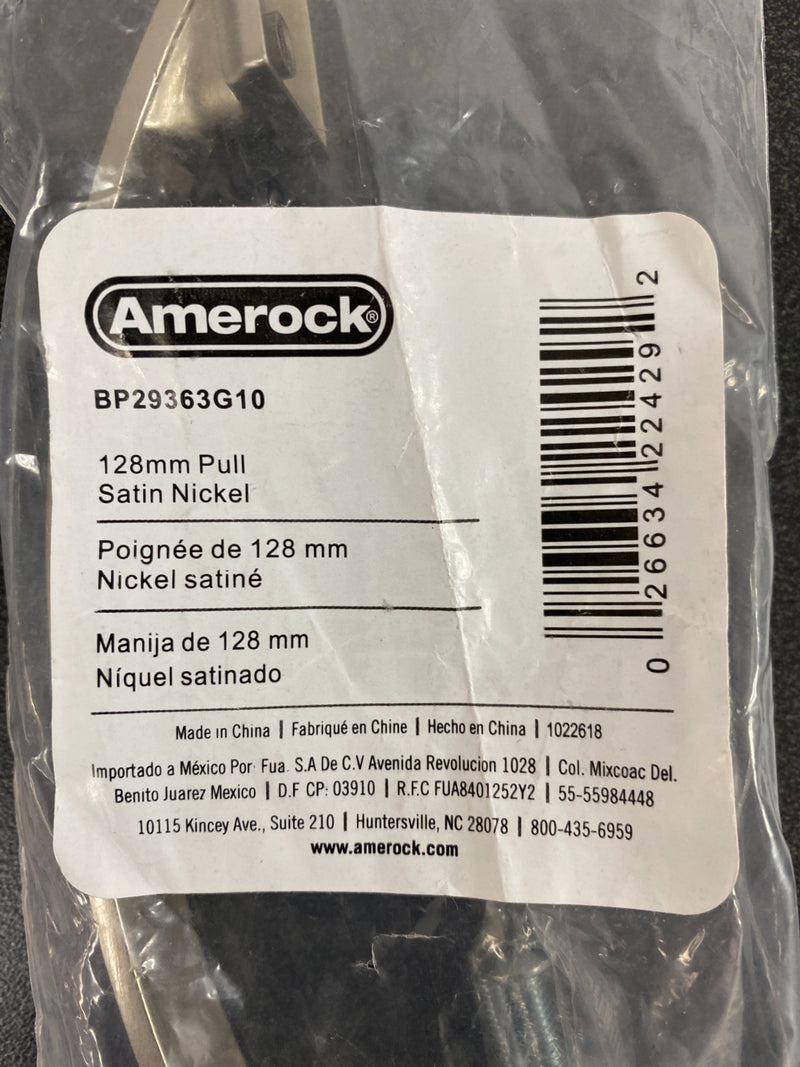 Amerock®
BP29363G10
128mm Pull
Satin Nickel
Poignée de 128 mm
Nickel satiné
Manija de 128 mm
Níquel satinado
0 26634 22429 2
Made in China | Fabriqué en Chine | Hecho en China | 1022618
Importado a México Por Fua. S.A De C.V Avenida Revolucion 1028 | Col. Mixcoac Del.
Benito Juarez Mexico | D.F CP: 03910 | R.F.C FUA8401252Y2 | 55-55984448
10115 Kincey Ave., Suite 210 | Huntersville, NC 28078 | 800-435-6959
www.amerock.com